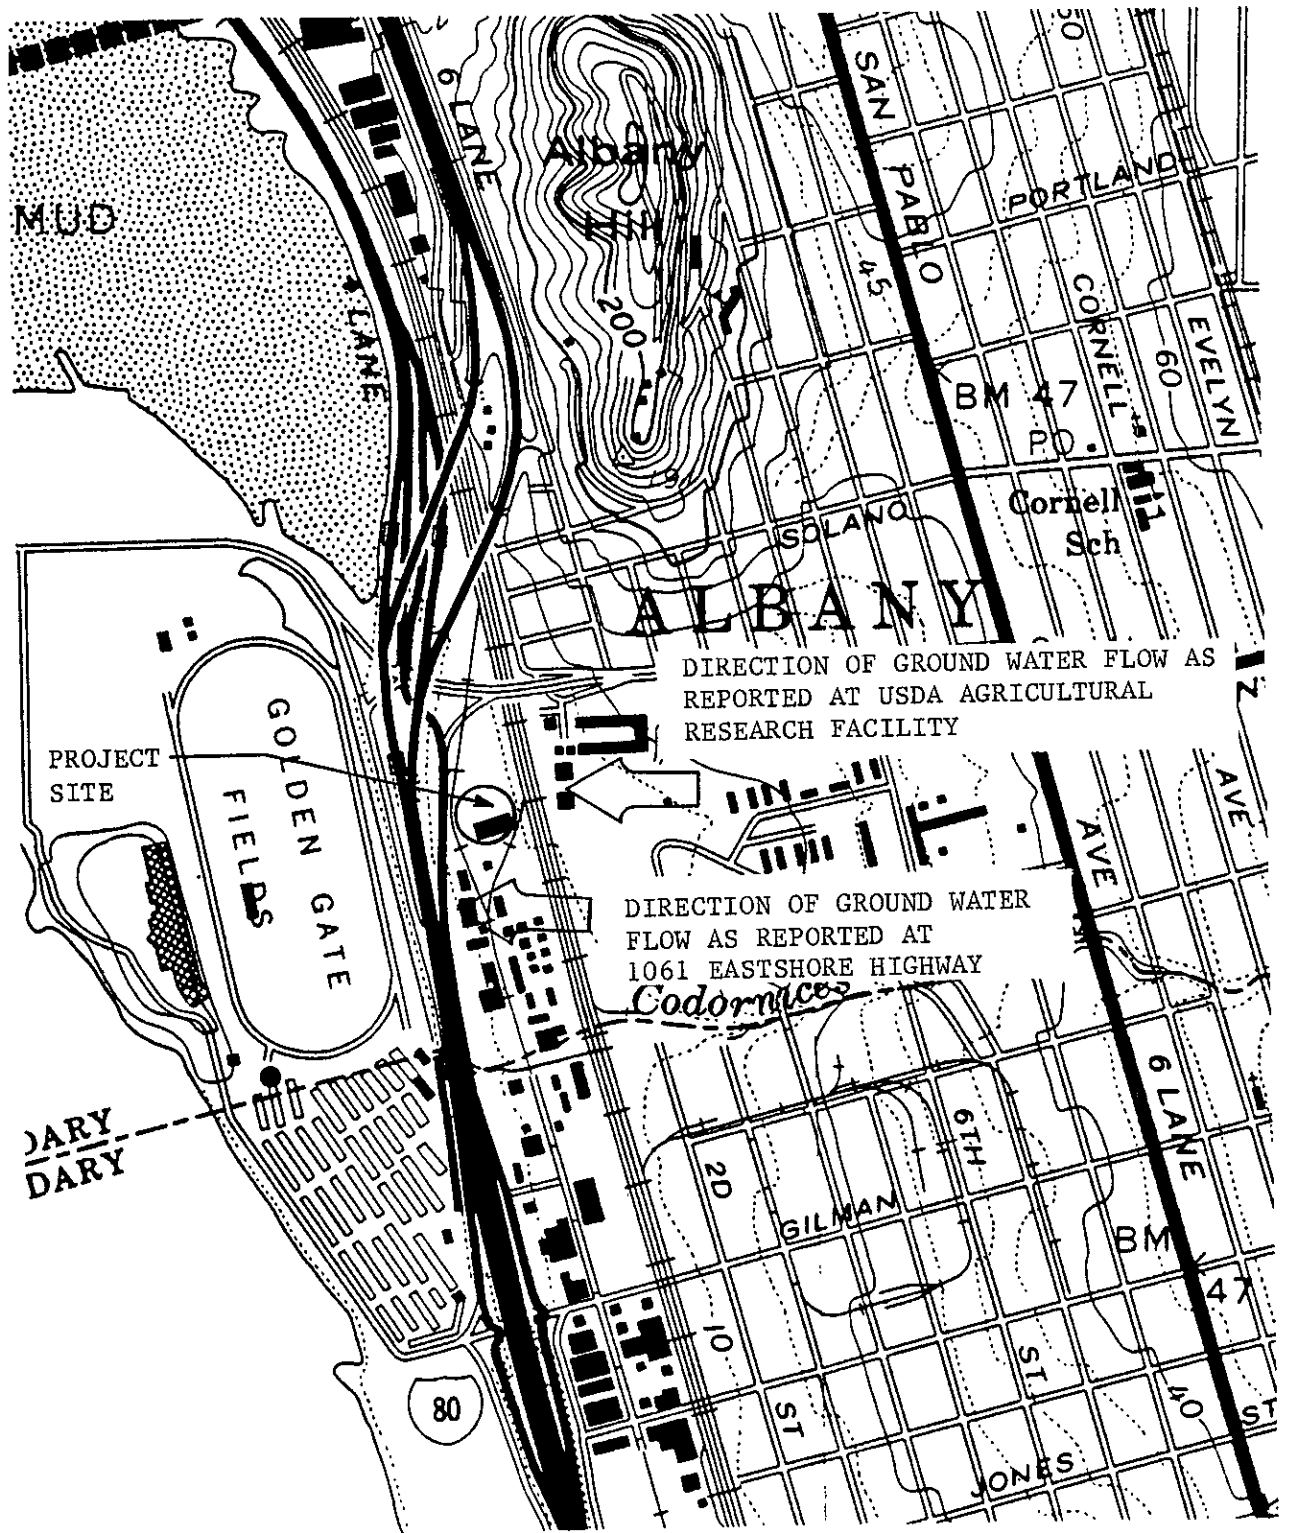 6 LANE
SAN PABLO
Albany
Hill
PORTLAND
MUD
45
CORNELL
60
EVELYN
LANE
200
BM 47
P.O.
Cornell
Sch
SOLANO
ALBANY
DIRECTION OF GROUND WATER FLOW AS
REPORTED AT USDA AGRICULTURAL
RESEARCH FACILITY
GOLDEN GATE
FIELDS
PROJECT
SITE
AVE
AVE
DIRECTION OF GROUND WATER
FLOW AS REPORTED AT
1061 EASTSHORE HIGHWAY
Codornices
6 LANE
DARY
DARY
2D
6TH
GILMAN
BM
47
10
ST
ST
40
ST
80
JONES